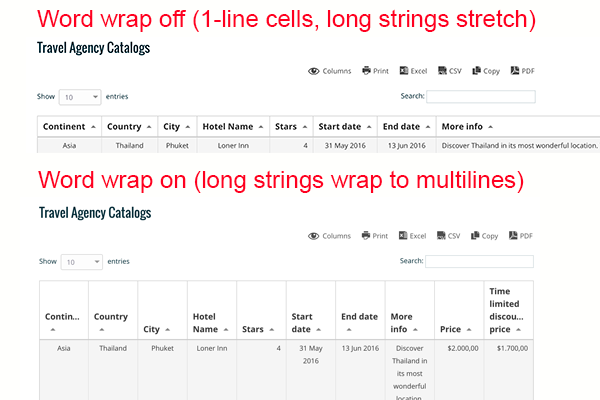 Word wrap off (1-line cells, long strings stretch)
Travel Agency Catalogs
Columns Print Excel CSV Copy PDF
Show 10 entries Search:
Continent Country City Hotel Name Stars Start date End date More info
Asia Thailand Phuket Loner Inn 4 31 May 2016 13 Jun 2016 Discover Thailand in its most wonderful location.
Word wrap on (long strings wrap to multilines)
Travel Agency Catalogs
Columns Print Excel CSV Copy PDF
Show 10 entries Search:
Time
limited
Contin... Country Hotel Start End date More discou...
City Name Stars date info Price price
Asia Thailand Phuket Loner Inn 4 31 May 13 Jun 2016 Discover $2.000,00 $1.700,00
2016 Thailand in
its most
wonderful
location